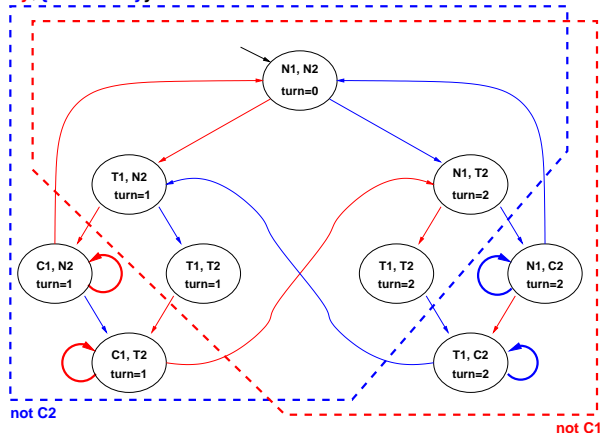 N1, N2
turn=0
T1, N2
turn=1
N1, T2
turn=2
C1, N2
turn=1
T1, T2
turn=1
T1, T2
turn=2
N1, C2
turn=2
C1, T2
turn=1
T1, C2
turn=2
not C2
not C1